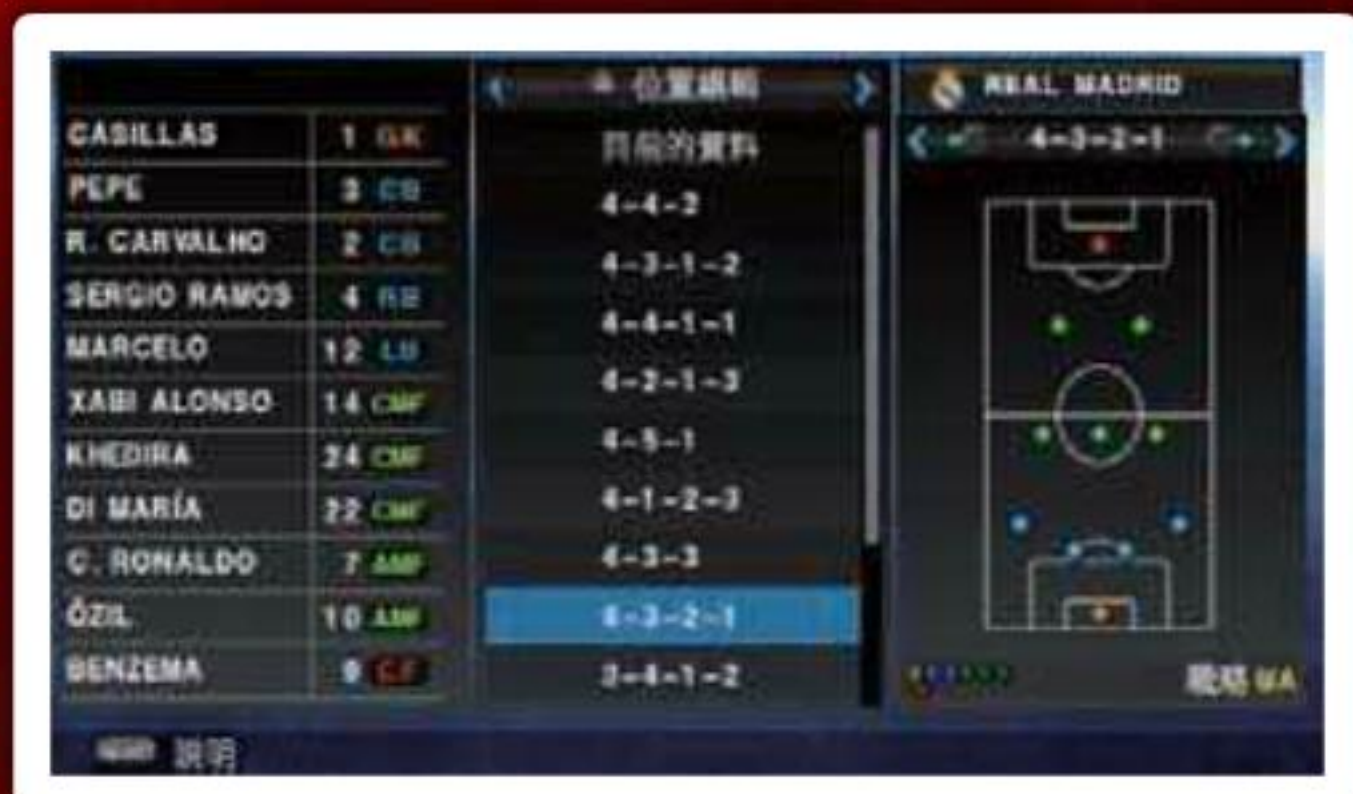 CASILLAS 1 GK
PEPE 3 CB
R. CARVALHO 2 CB
SERGIO RAMOS 4 RB
MARCELO 12 LB
XABI ALONSO 14 CMF
KHEDIRA 24 CMF
DI MARÍA 22 CMF
C. RONALDO 7 AMF
ÖZIL 10 AMF
BENZEMA 9 CF
位置編輯
目前的資料
4-4-2
4-3-1-2
4-4-1-1
4-2-1-3
4-5-1
4-1-2-3
4-3-3
4-3-2-1
3-4-1-2
REAL MADRID
4-3-2-1
戰略 MA
說明